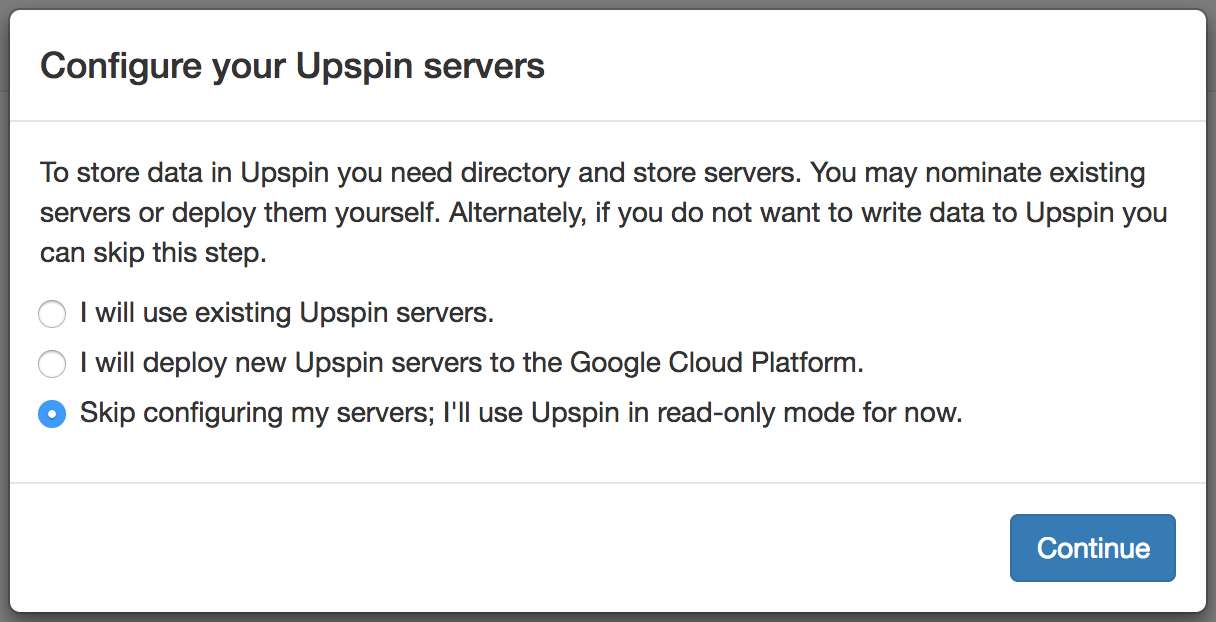 Configure your Upspin servers
To store data in Upspin you need directory and store servers. You may nominate existing
servers or deploy them yourself. Alternately, if you do not want to write data to Upspin you
can skip this step.
I will use existing Upspin servers.
I will deploy new Upspin servers to the Google Cloud Platform.
Skip configuring my servers; I'll use Upspin in read-only mode for now.
Continue